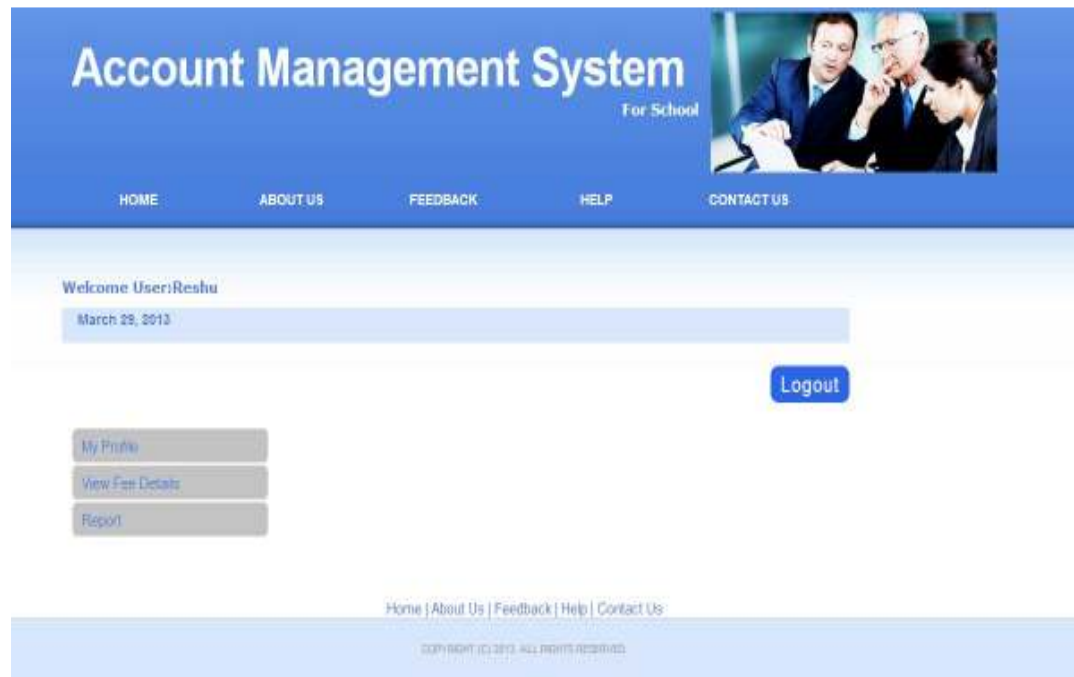 Account Management System
For School
HOME ABOUT US FEEDBACK HELP CONTACT US
Welcome User:Reshu
March 29, 2013
Logout
My Profile
View Fee Details
Report
Home | About Us | Feedback | Help | Contact Us
COPYRIGHT (C) 2013. ALL RIGHTS RESERVED.